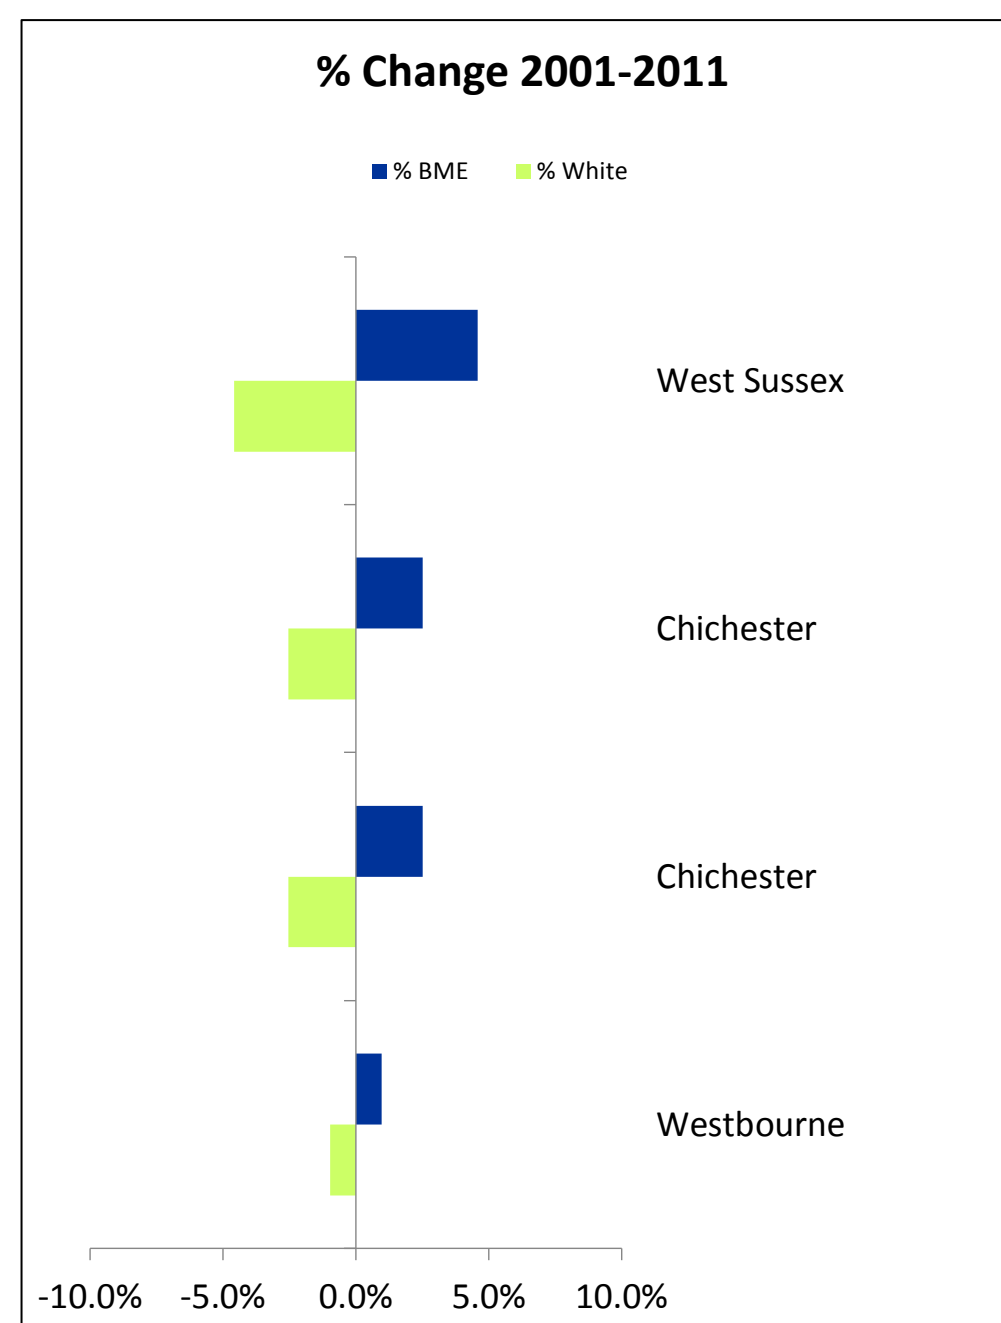 % Change 2001-2011
% BME % White
West Sussex
Chichester
Chichester
Westbourne
-10.0% -5.0% 0.0% 5.0% 10.0%